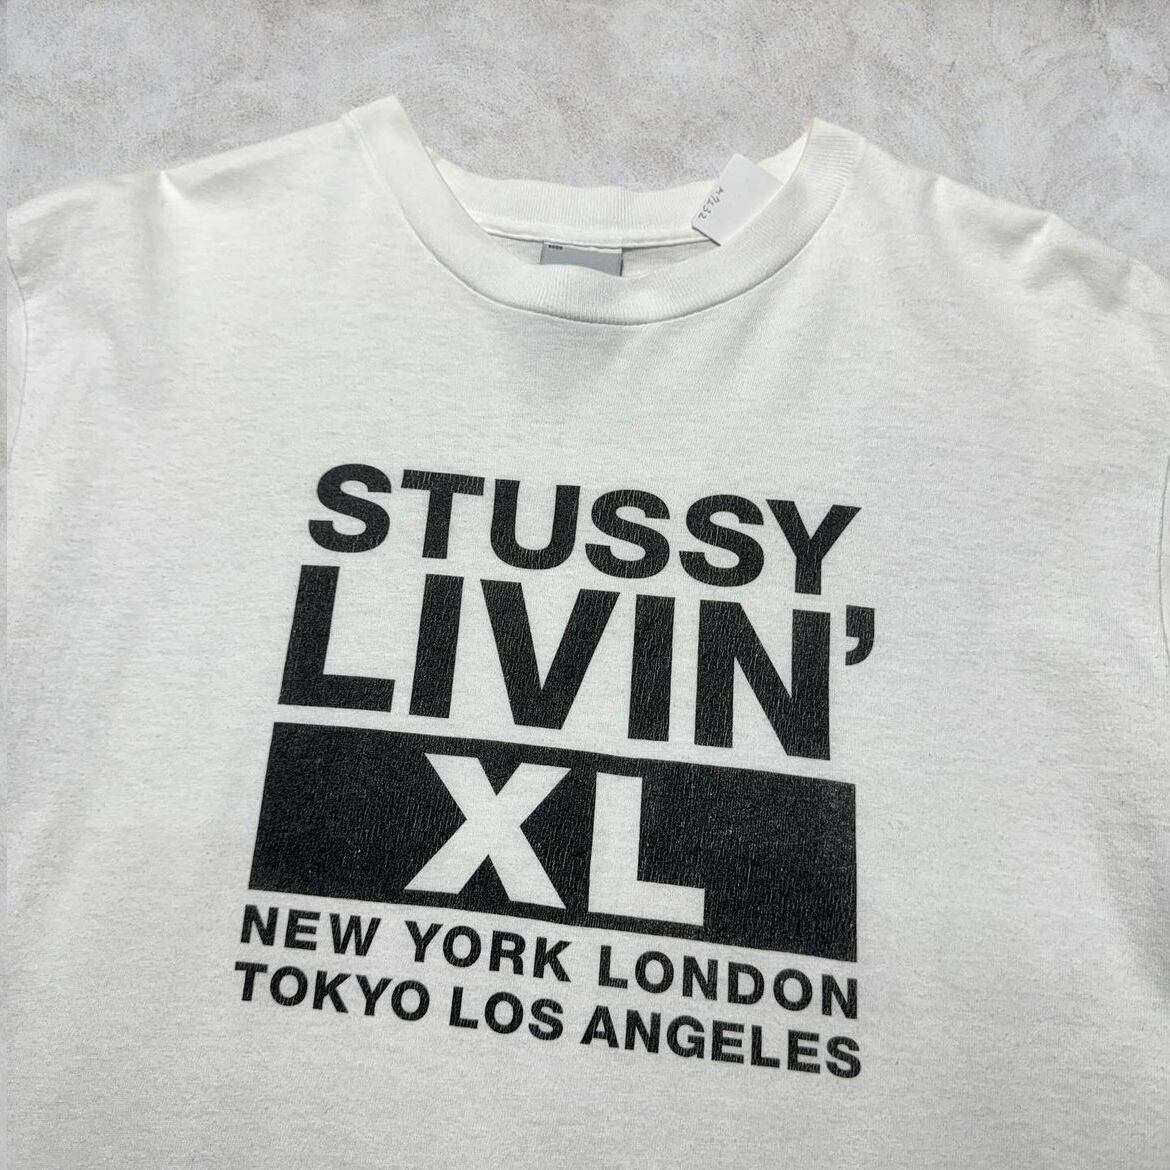 STUSSY
LIVIN'
XL
NEW YORK LONDON
TOKYO LOS ANGELES